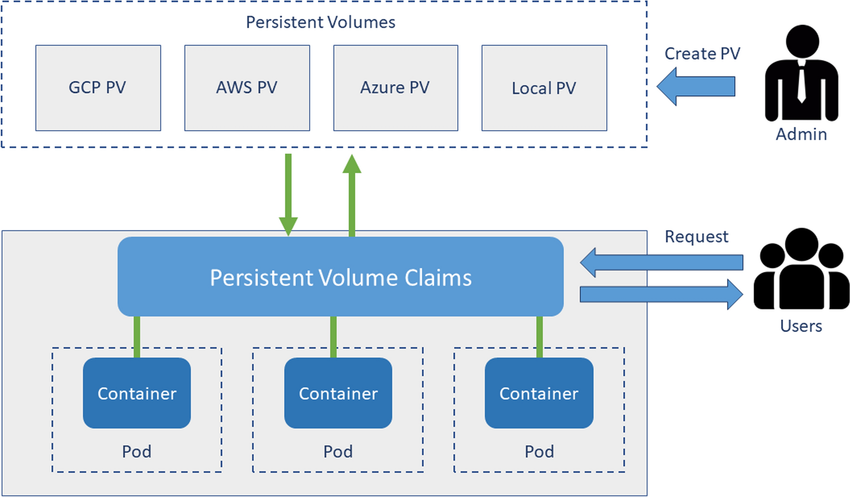 Persistent Volumes
GCP PV
AWS PV
Azure PV
Local PV
Create PV
Admin
Persistent Volume Claims
Request
Users
Container
Container
Container
Pod
Pod
Pod